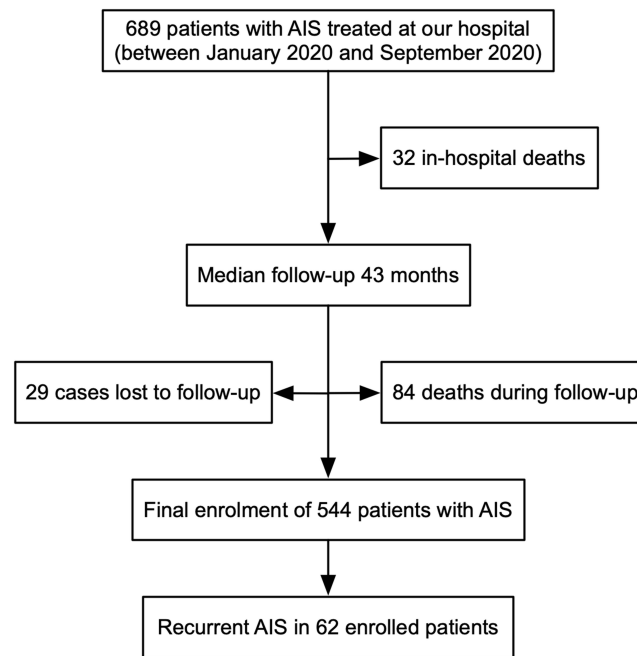 689 patients with AIS treated at our hospital
(between January 2020 and September 2020)
32 in-hospital deaths
Median follow-up 43 months
29 cases lost to follow-up
84 deaths during follow-up
Final enrolment of 544 patients with AIS
Recurrent AIS in 62 enrolled patients